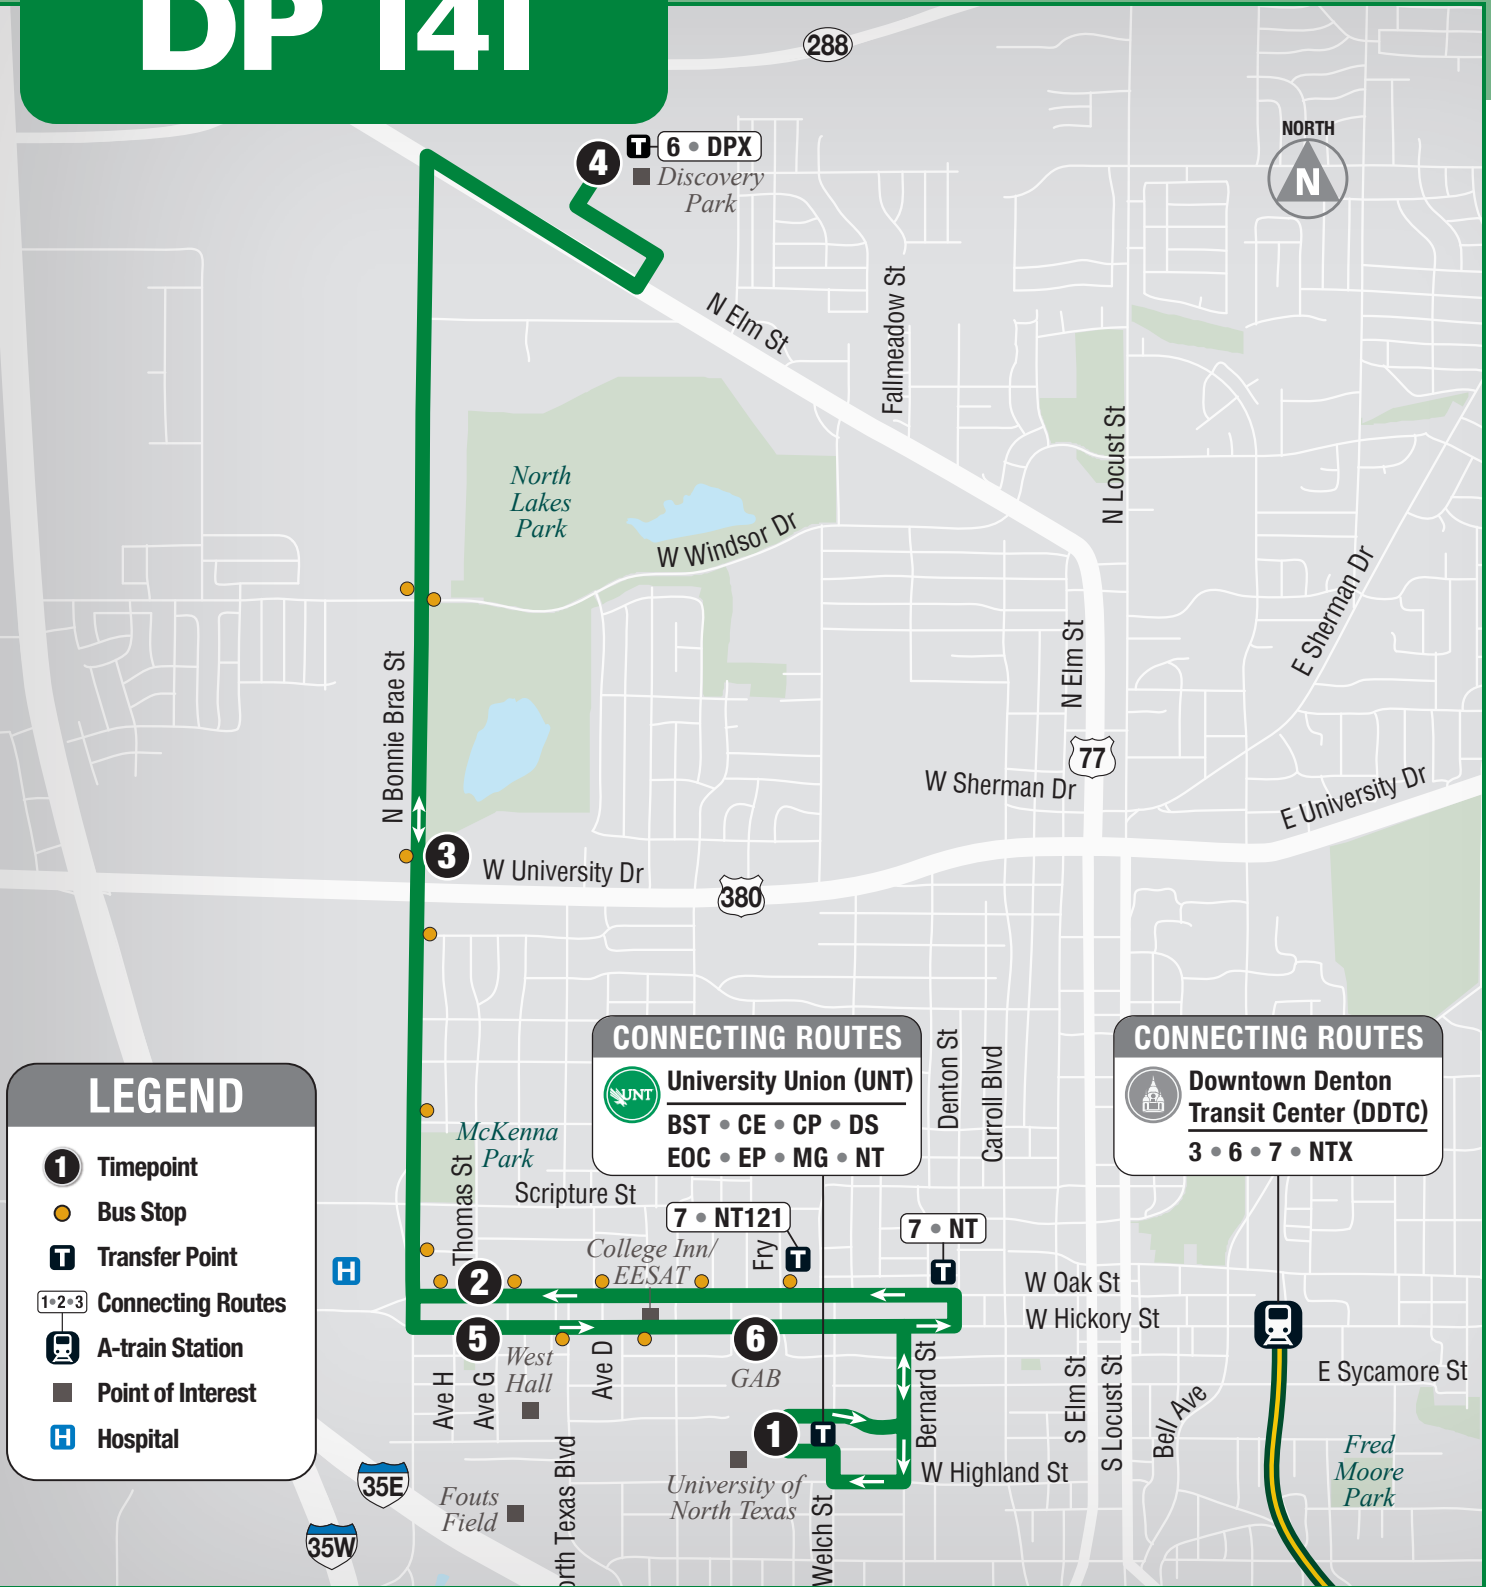 DP 141
288
4
T
6 • DPX
Discovery
Park
NORTH
N
N Elm St
Fallmeadow St
N Locust St
North
Lakes
Park
W Windsor Dr
E Sherman Dr
N Elm St
N Bonnie Brae St
77
W Sherman Dr
E University Dr
3
W University Dr
380
CONNECTING ROUTES
UNT
University Union (UNT)
BST • CE • CP • DS
EOC • EP • MG • NT
Denton St
Carroll Blvd
CONNECTING ROUTES
Downtown Denton
Transit Center (DDTC)
3 • 6 • 7 • NTX
LEGEND
1 Timepoint
Bus Stop
T Transfer Point
1•2•3 Connecting Routes
A-train Station
Point of Interest
H Hospital
McKenna
Park
Thomas St
Scripture St
7 • NT121
7 • NT
H
College Inn/
EESAT
Fry
T
T
2
W Oak St
W Hickory St
5
6
West
Hall
Ave D
GAB
Ave H
Ave G
Bernard St
S Elm St
S Locust St
Bell Ave
E Sycamore St
1
T
W Highland St
University of
North Texas
Welch St
Fred
Moore
Park
35E
Fouts
Field
orth Texas Blvd
35W